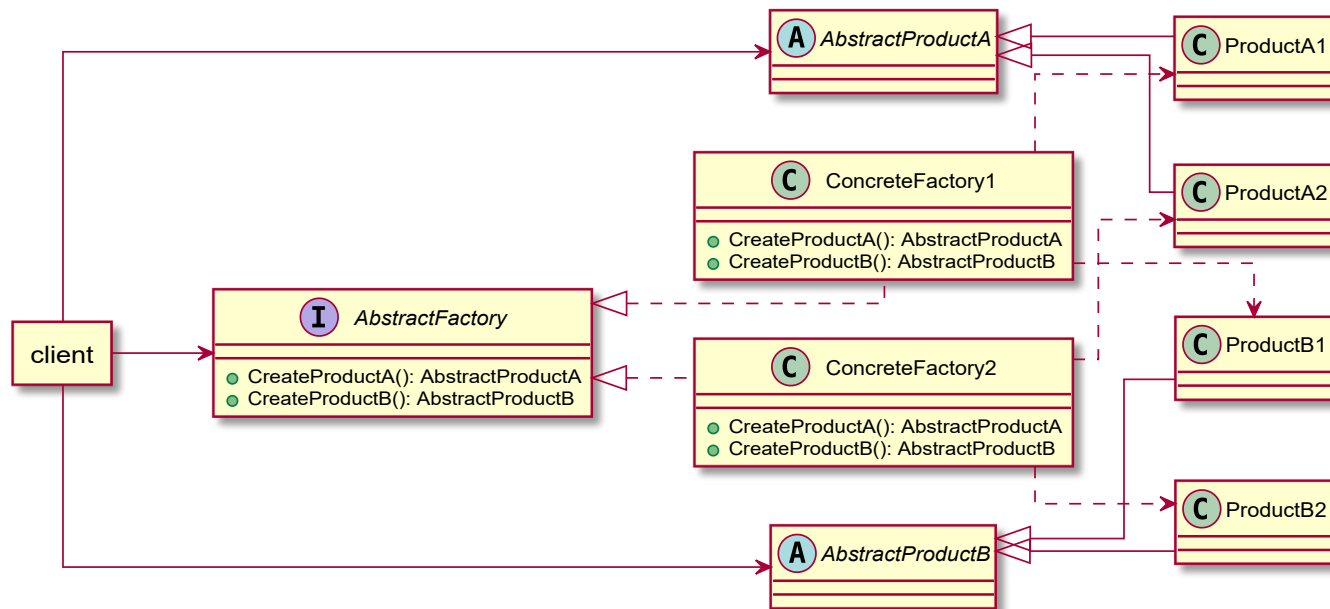 A AbstractProductA
C ProductA1
C ConcreteFactory1
CreateProductA(): AbstractProductA
CreateProductB(): AbstractProductB
C ProductA2
client
I AbstractFactory
CreateProductA(): AbstractProductA
CreateProductB(): AbstractProductB
C ConcreteFactory2
CreateProductA(): AbstractProductA
CreateProductB(): AbstractProductB
C ProductB1
A AbstractProductB
C ProductB2